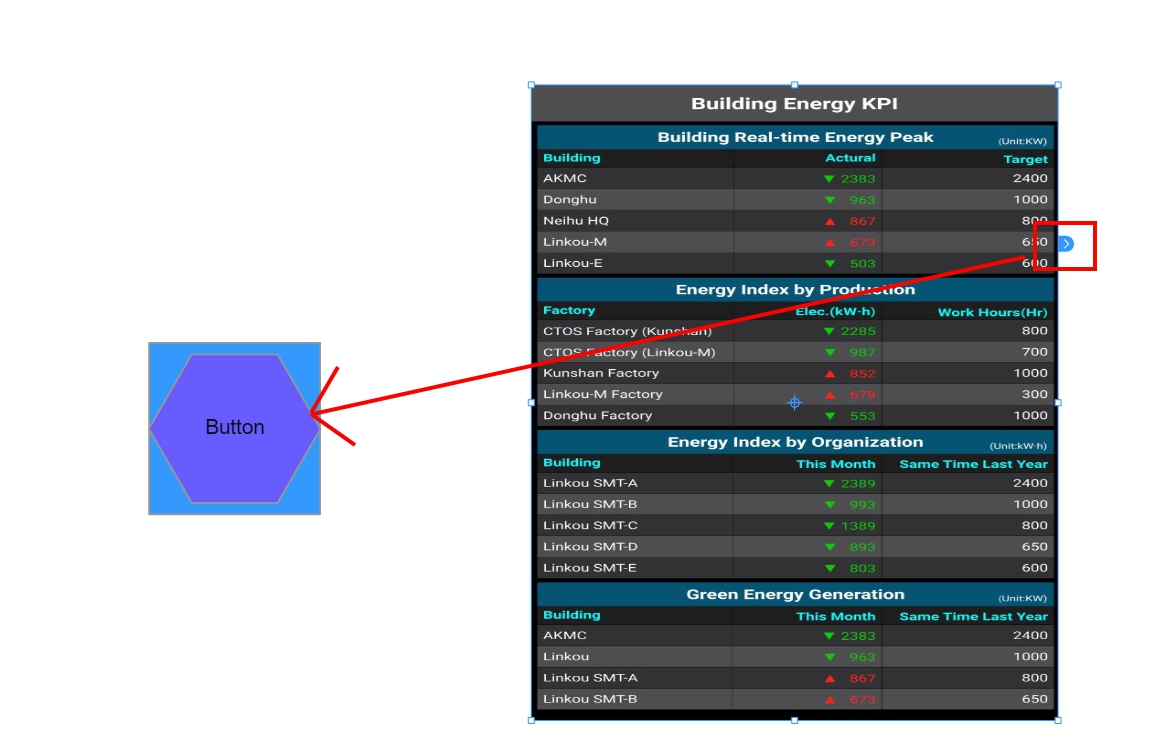 Building Energy KPI
Building Real-time Energy Peak (Unit:KW)
Building Actural Target
AKMC ▼ 2383 2400
Donghu ▼ 963 1000
Neihu HQ ▲ 867 800
Linkou-M ▲ 673 650
Linkou-E ▼ 503 600
Energy Index by Production
Factory Elec.(kW·h) Work Hours(Hr)
CTOS Factory (Kunshan) ▼ 2285 800
CTOS Factory (Linkou-M) ▼ 987 700
Kunshan Factory ▲ 852 1000
Linkou-M Factory ▲ 679 300
Donghu Factory ▼ 553 1000
Energy Index by Organization (Unit:kW·h)
Building This Month Same Time Last Year
Linkou SMT-A ▼ 2389 2400
Linkou SMT-B ▼ 993 1000
Linkou SMT-C ▼ 1389 800
Linkou SMT-D ▼ 893 650
Linkou SMT-E ▼ 803 600
Green Energy Generation (Unit:KW)
Building This Month Same Time Last Year
AKMC ▼ 2383 2400
Linkou ▼ 963 1000
Linkou SMT-A ▲ 867 800
Linkou SMT-B ▲ 673 650
Button